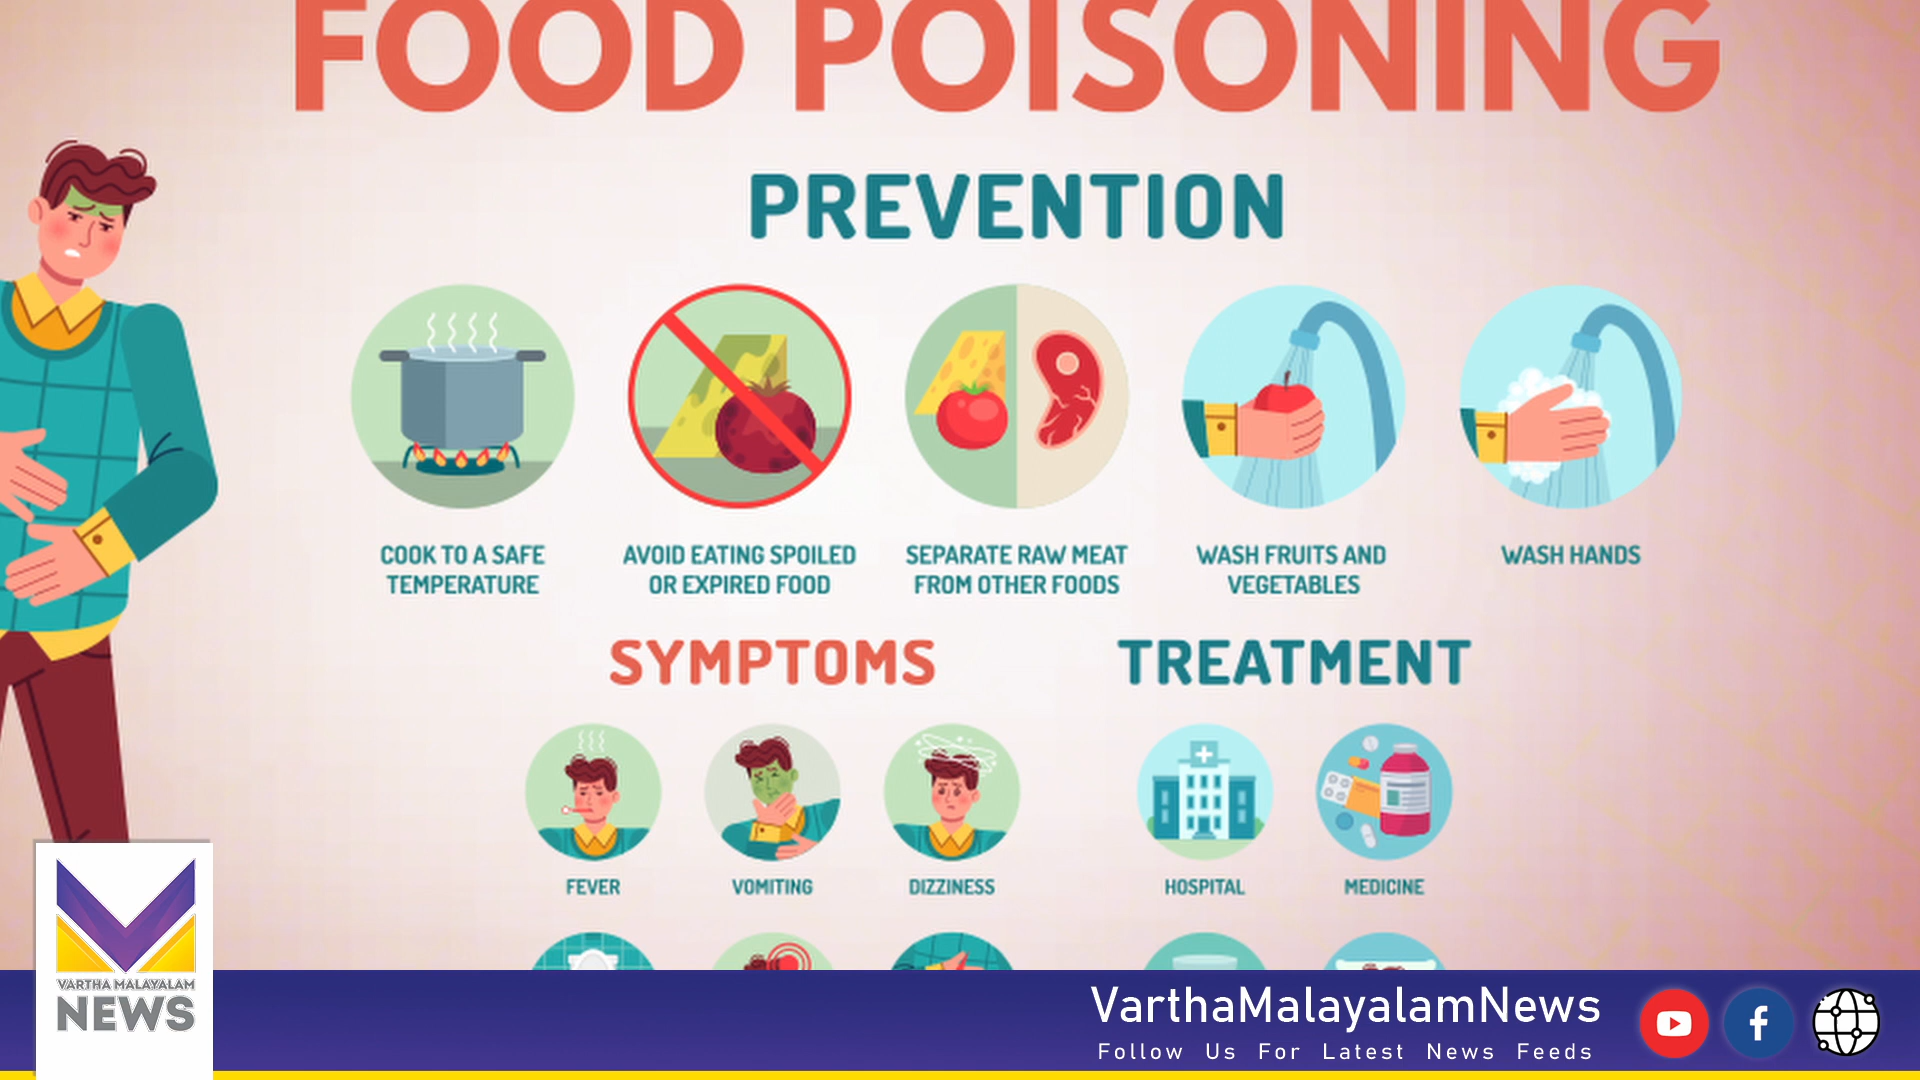 FOOD POISONING
PREVENTION
COOK TO A SAFE
TEMPERATURE
AVOID EATING SPOILED
OR EXPIRED FOOD
SEPARATE RAW MEAT
FROM OTHER FOODS
WASH FRUITS AND
VEGETABLES
WASH HANDS
SYMPTOMS
FEVER
VOMITING
DIZZINESS
TREATMENT
HOSPITAL
MEDICINE
VARTHA MALAYALAM
NEWS
VarthaMalayalamNews
Follow Us For Latest News Feeds